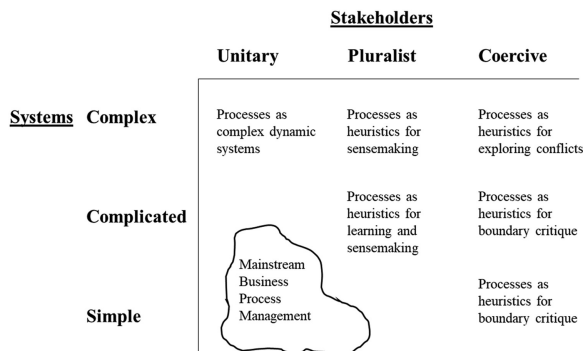 Stakeholders
Unitary Pluralist Coercive
Systems Complex
Processes as
complex dynamic
systems
Processes as
heuristics for
sensemaking
Processes as
heuristics for
exploring conflicts
Complicated
Processes as
heuristics for
learning and
sensemaking
Processes as
heuristics for
boundary critique
Simple
Mainstream
Business
Process
Management
Processes as
heuristics for
boundary critique